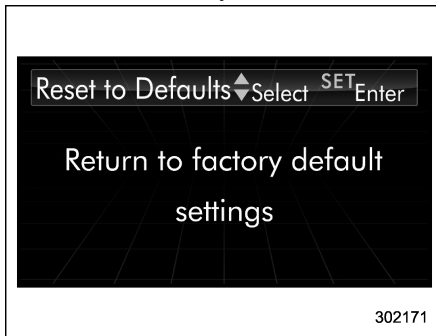 Reset to Defaults Select SET Enter
Return to factory default
settings
302171